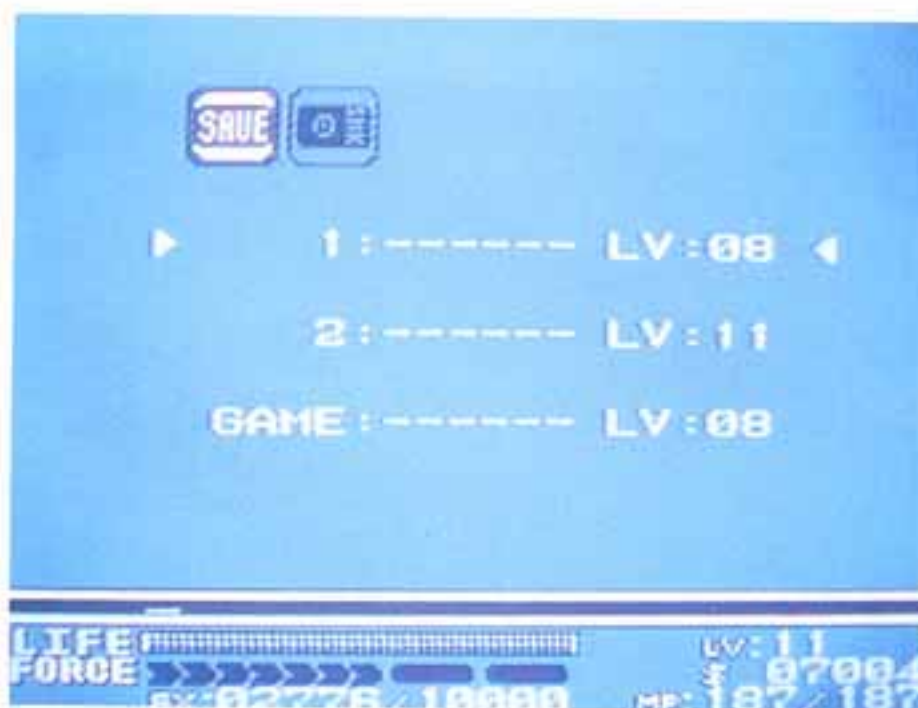 SAVE SNK
1:------ LV:08
2:------ LV:11
GAME:------ LV:08
LIFE LV:11
FORCE 07004
EX:02776/10000 MP:187/187